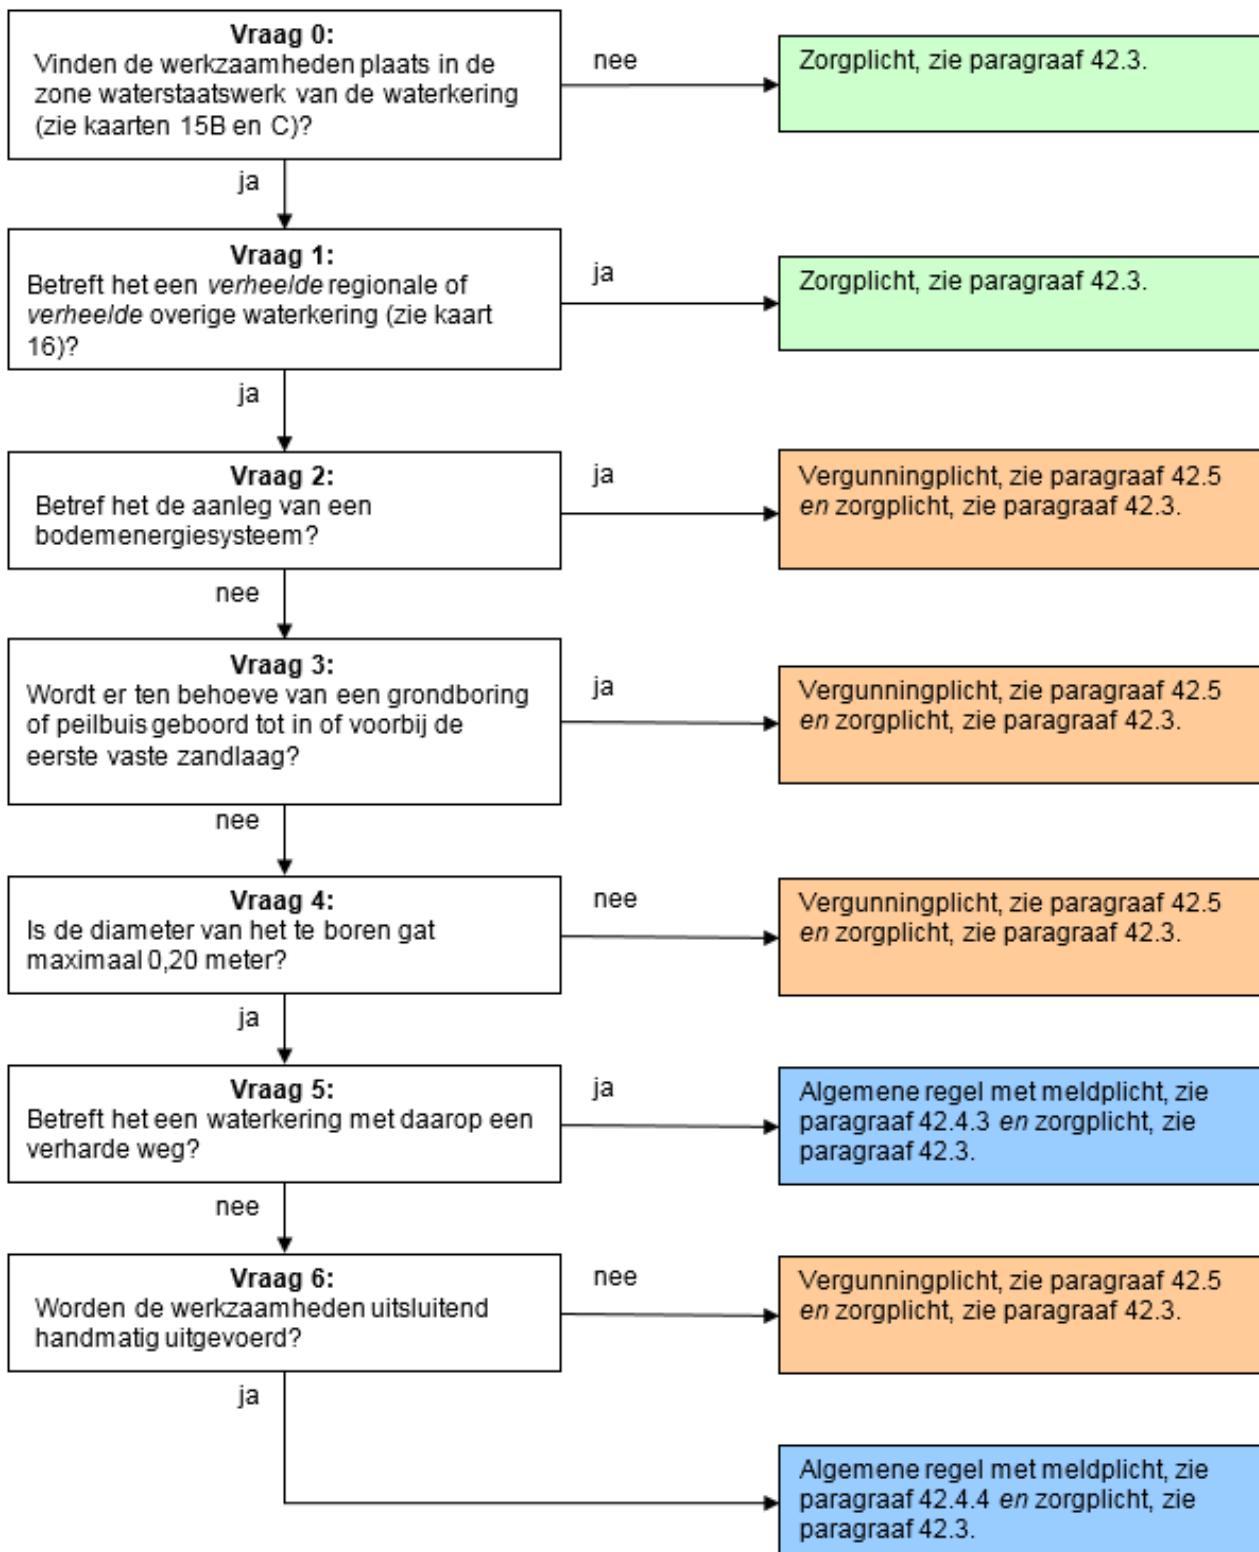 Vraag 0:
Vinden de werkzaamheden plaats in de
zone waterstaatswerk van de waterkering
(zie kaarten 15B en C)?
nee
Zorgplicht, zie paragraaf 42.3.
ja
Vraag 1:
Betreft het een verheelde regionale of
verheelde overige waterkering (zie kaart
16)?
ja
Zorgplicht, zie paragraaf 42.3.
ja
Vraag 2:
Betref het de aanleg van een
bodemenergiesysteem?
ja
Vergunningplicht, zie paragraaf 42.5
en zorgplicht, zie paragraaf 42.3.
nee
Vraag 3:
Wordt er ten behoeve van een grondboring
of peilbuis geboord tot in of voorbij de
eerste vaste zandlaag?
ja
Vergunningplicht, zie paragraaf 42.5
en zorgplicht, zie paragraaf 42.3.
nee
Vraag 4:
Is de diameter van het te boren gat
maximaal 0,20 meter?
nee
Vergunningplicht, zie paragraaf 42.5
en zorgplicht, zie paragraaf 42.3.
ja
Vraag 5:
Betreft het een waterkering met daarop een
verharde weg?
ja
Algemene regel met meldplicht, zie
paragraaf 42.4.3 en zorgplicht, zie
paragraaf 42.3.
nee
Vraag 6:
Worden de werkzaamheden uitsluitend
handmatig uitgevoerd?
nee
Vergunningplicht, zie paragraaf 42.5
en zorgplicht, zie paragraaf 42.3.
ja
Algemene regel met meldplicht, zie
paragraaf 42.4.4 en zorgplicht, zie
paragraaf 42.3.